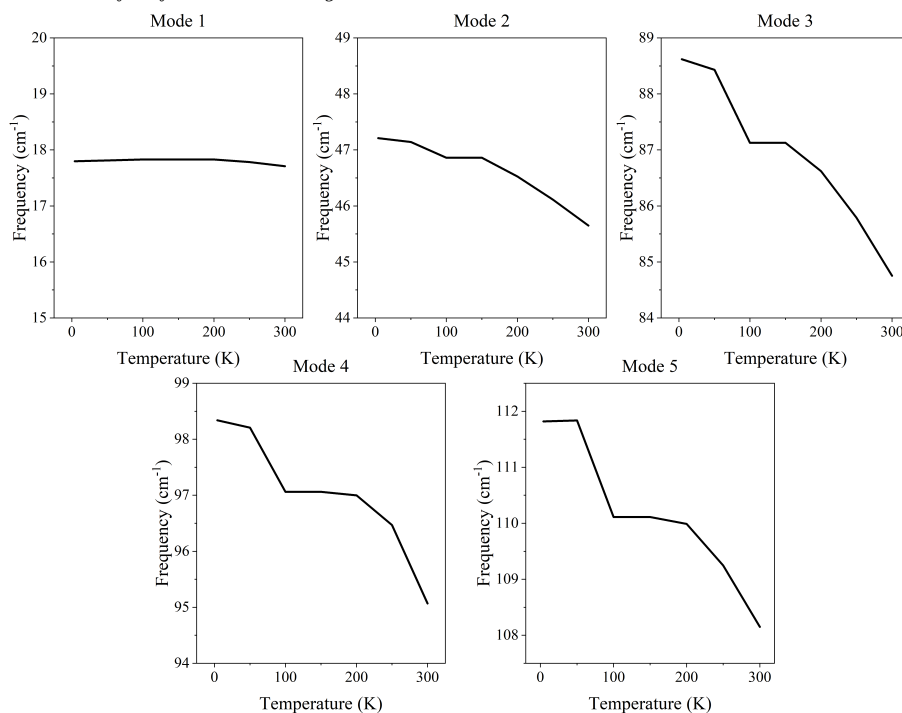 Mode 1
20
19
18
17
16
15
0 100 200 300
Frequency (cm⁻¹)
Temperature (K)
Mode 2
49
48
47
46
45
44
0 100 200 300
Frequency (cm⁻¹)
Temperature (K)
Mode 3
89
88
87
86
85
84
0 100 200 300
Frequency (cm⁻¹)
Temperature (K)
Mode 4
99
98
97
96
95
94
0 100 200 300
Frequency (cm⁻¹)
Temperature (K)
Mode 5
112
111
110
109
108
0 100 200 300
Frequency (cm⁻¹)
Temperature (K)